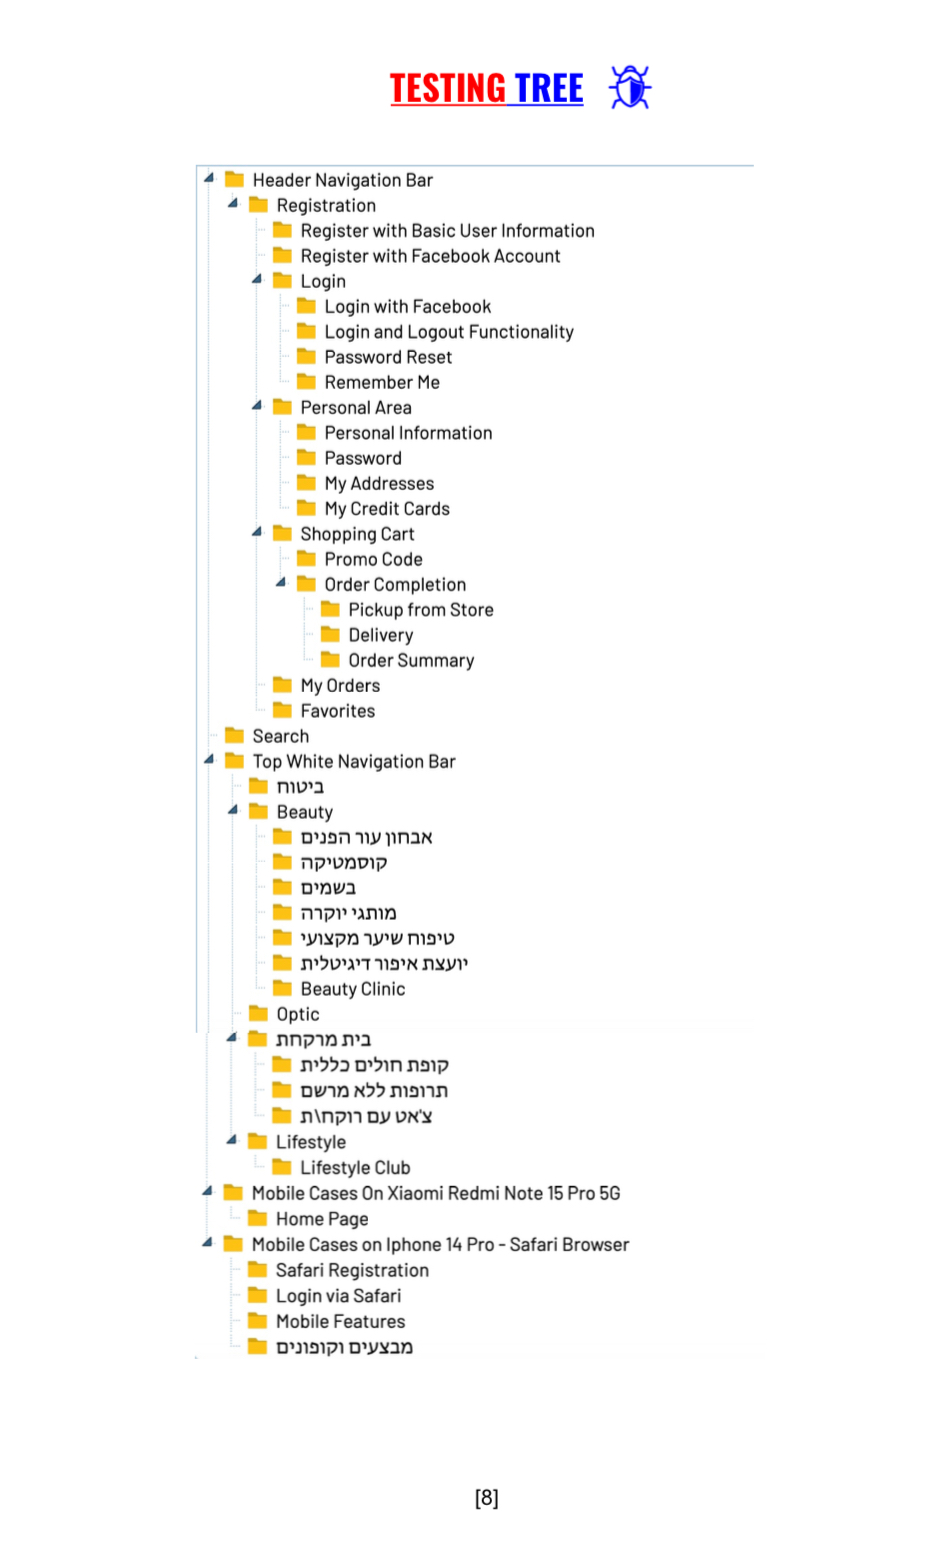 TESTING TREE
Header Navigation Bar
Registration
Register with Basic User Information
Register with Facebook Account
Login
Login with Facebook
Login and Logout Functionality
Password Reset
Remember Me
Personal Area
Personal Information
Password
My Addresses
My Credit Cards
Shopping Cart
Promo Code
Order Completion
Pickup from Store
Delivery
Order Summary
My Orders
Favorites
Search
Top White Navigation Bar
ביטוח
Beauty
אבחון עור הפנים
קוסמטיקה
בשמים
מותגי יוקרה
טיפוח שיער מקצועי
יועצת איפור דיגיטלית
Beauty Clinic
Optic
בית מרקחת
קופת חולים כללית
תרופות ללא מרשם
צ'אט עם רוקח\ת
Lifestyle
Lifestyle Club
Mobile Cases On Xiaomi Redmi Note 15 Pro 5G
Home Page
Mobile Cases on Iphone 14 Pro - Safari Browser
Safari Registration
Login via Safari
Mobile Features
מבצעים וקופונים
[8]